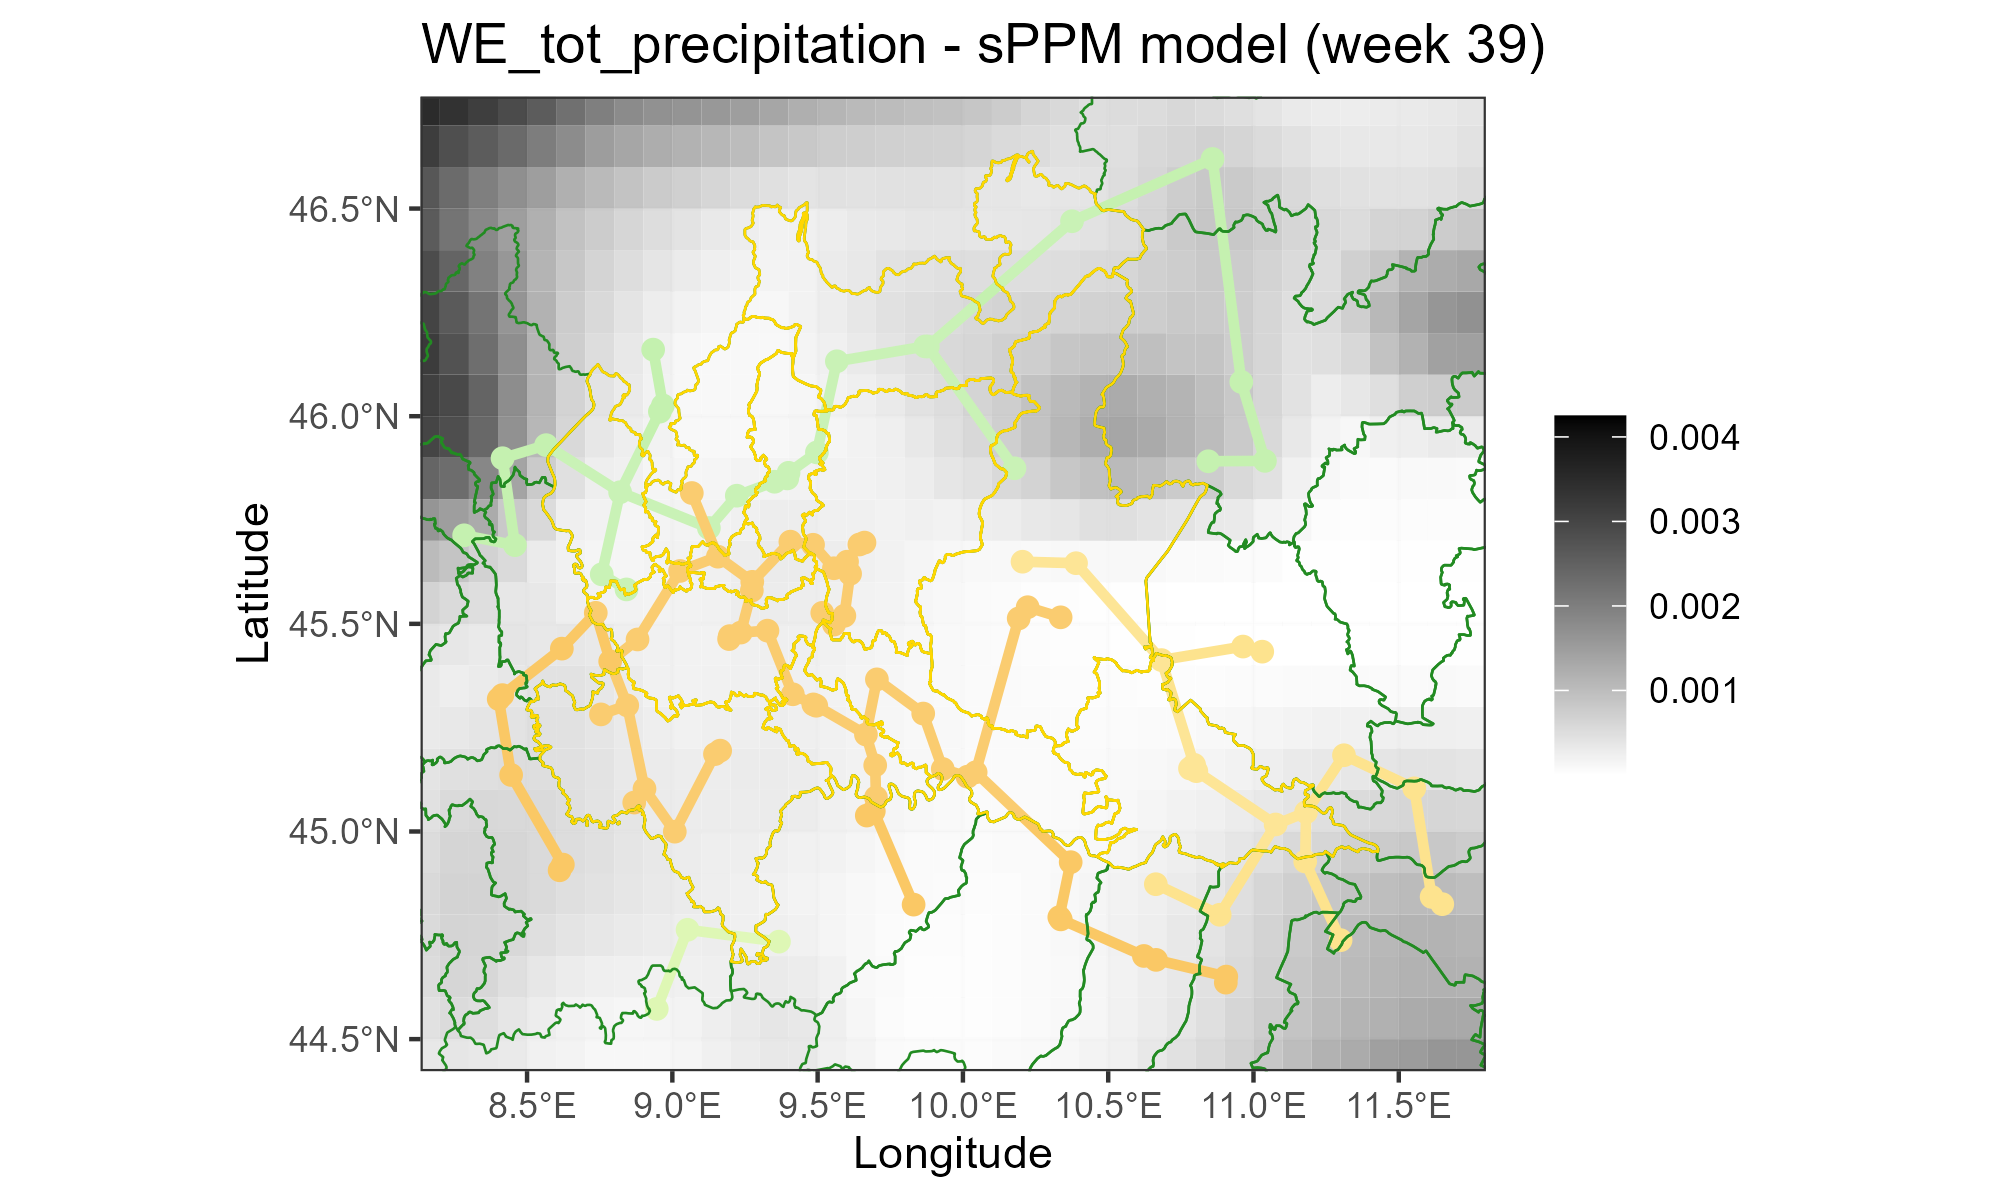 WE_tot_precipitation - sPPM model (week 39)
46.5°N
46.0°N
45.5°N
45.0°N
44.5°N
Latitude
8.5°E 9.0°E 9.5°E 10.0°E 10.5°E 11.0°E 11.5°E
Longitude
0.004
0.003
0.002
0.001